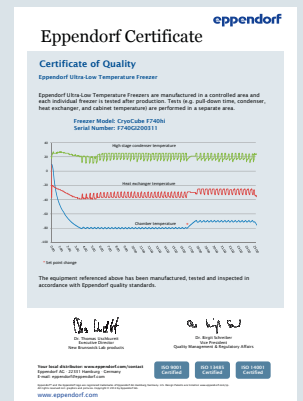 eppendorf
Eppendorf Certificate
Certificate of Quality
Eppendorf Ultra-Low Temperature Freezer
Eppendorf Ultra-Low Temperature Freezers are manufactured in a controlled area and
each individual freezer is tested after production. Tests (e.g. pull-down time, condenser,
heat exchanger, and cabinet temperature) are performed in a separate area.
Freezer Model: CryoCube F740hi
Serial Number: F740GI200311
High stage condenser temperature
Heat exchanger temperature
Chamber temperature
* Set point change
The equipment referenced above has been manufactured, tested and inspected in
accordance with Eppendorf quality standards.
Dr. Thomas Uschkureit
Executive Director
New Brunswick Lab products
Dr. Birgit Schreiber
Vice President
Quality Management & Regulatory Affairs
Your local distributor: www.eppendorf.com/contact
Eppendorf AG · 22331 Hamburg · Germany
E-mail: eppendorf@eppendorf.com
ISO 9001
Certified
ISO 13485
Certified
ISO 14001
Certified
www.eppendorf.com